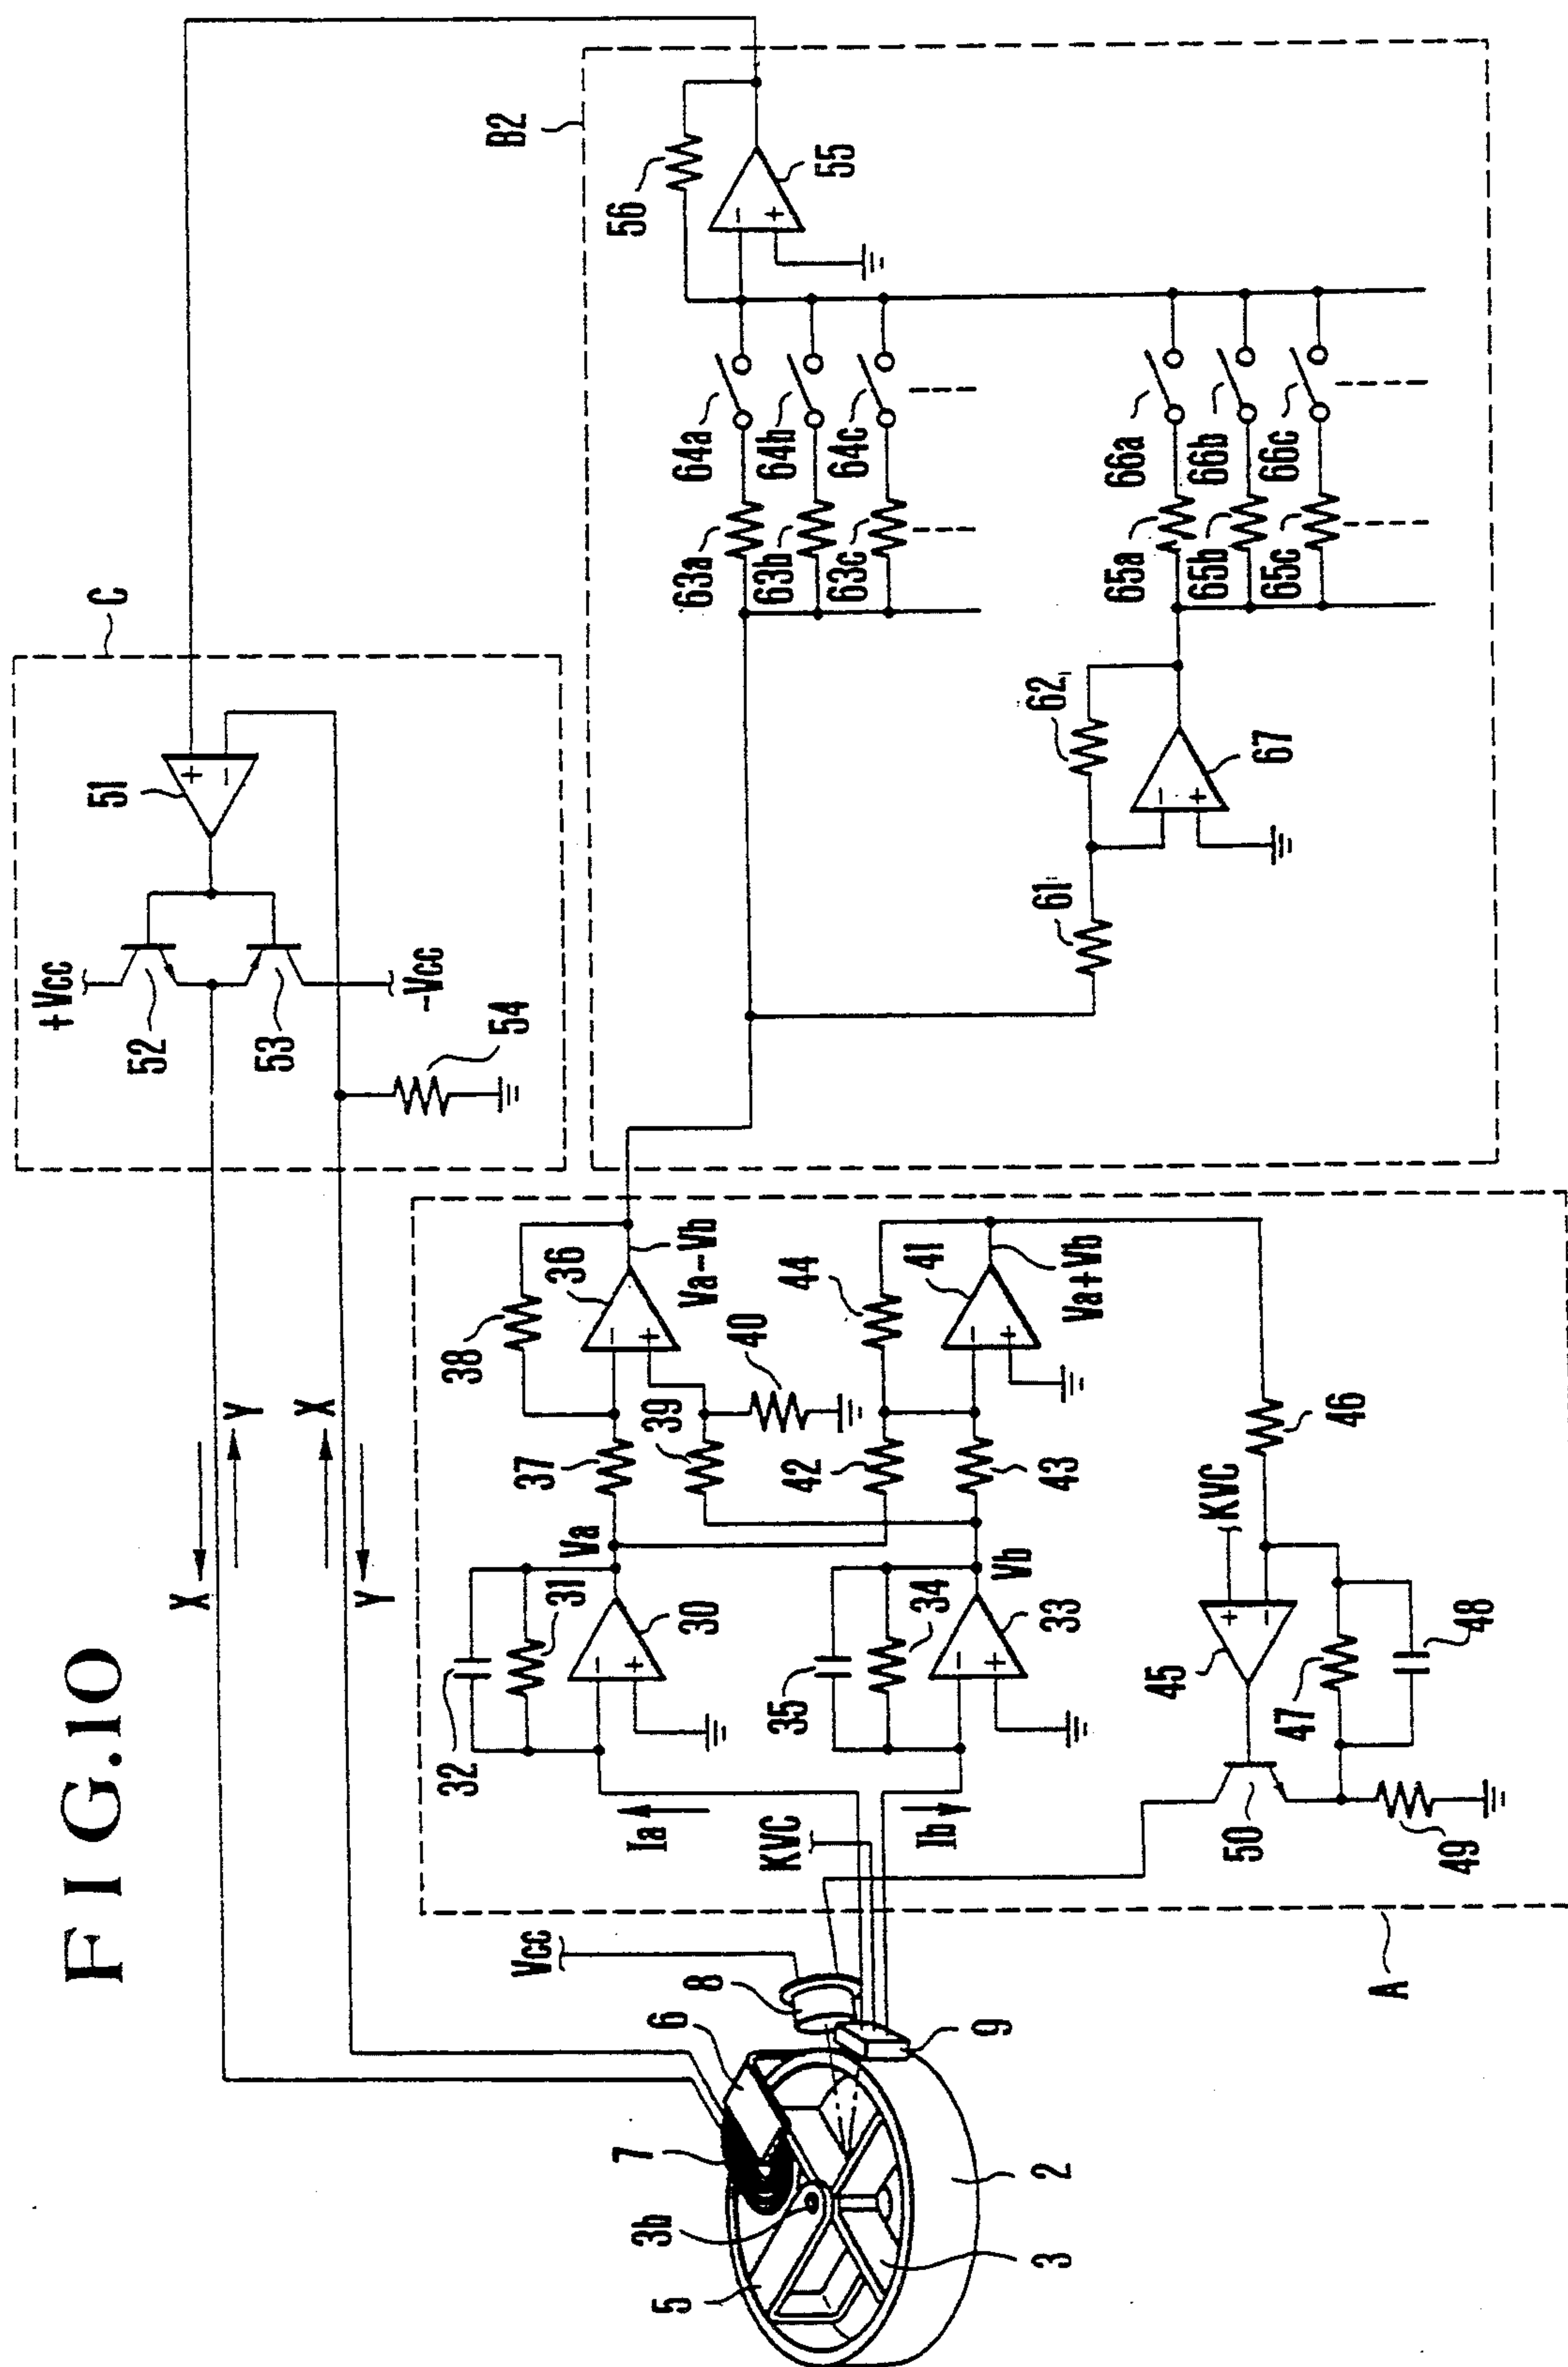 FIG.10
X
Y
X
Y
C
+Vcc
-Vcc
51
52
53
54
B2
56
55
64a
64b
64c
63a
63b
63c
66a
66b
66c
65a
65b
65c
61
62
67
A
32
31
30
Va
35
34
33
Vb
37
38
36
Va-Vb
39
40
42
43
44
41
Va+Vb
Ia
Ib
KVC
KVC
45
46
47
48
49
50
Vcc
8
6
9
7
3b
5
3
2